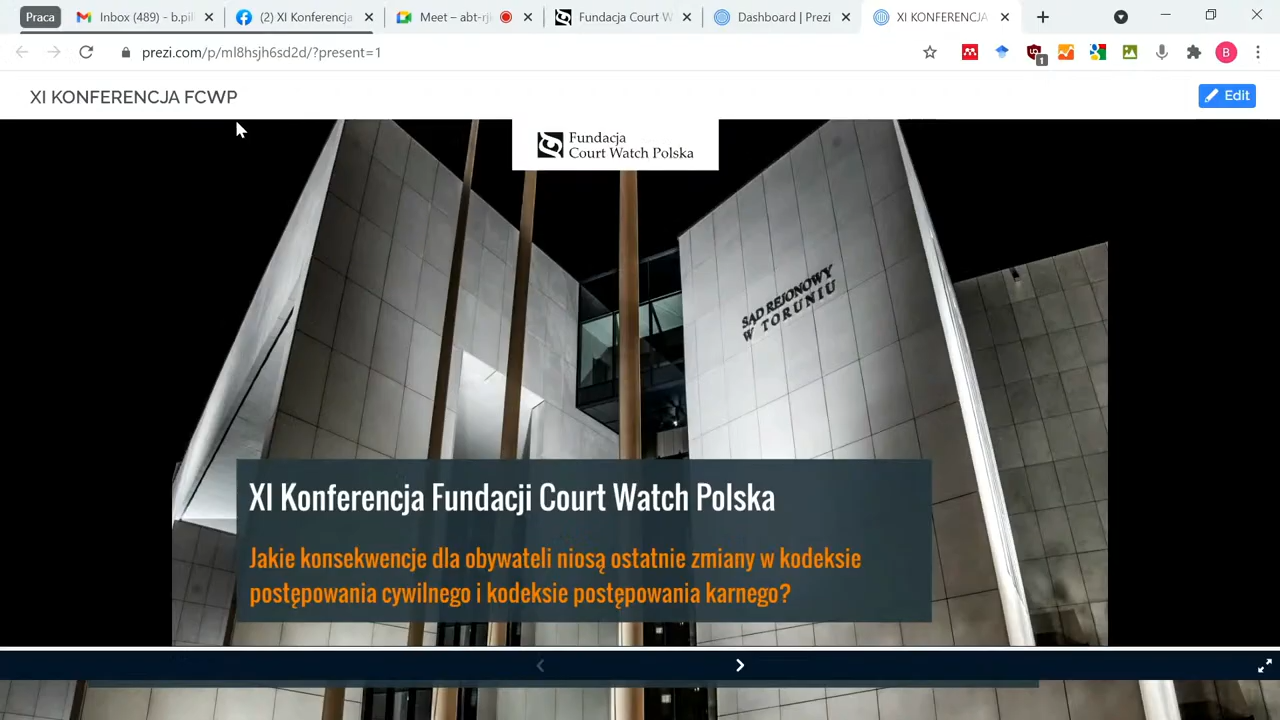 Praca
Inbox (489) - b.pil
(2) XI Konferencja
Meet – abt-rjk
Fundacja Court W
Dashboard | Prezi
XI KONFERENCJA
prezi.com/p/ml8hsjh6sd2d/?present=1
1
B
XI KONFERENCJA FCWP
Edit
Fundacja
Court Watch Polska
SĄD REJONOWY
W TORUNIU
XI Konferencja Fundacji Court Watch Polska
Jakie konsekwencje dla obywateli niosą ostatnie zmiany w kodeksie
postępowania cywilnego i kodeksie postępowania karnego?